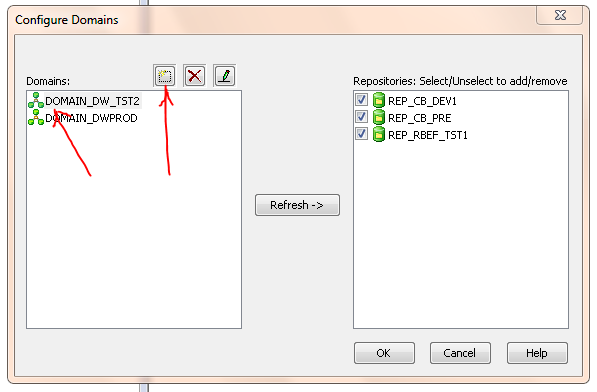 Configure Domains
Domains:
Repositories: Select/Unselect to add/remove
DOMAIN_DW_TST2
DOMAIN_DWPROD
REP_CB_DEV1
REP_CB_PRE
REP_RBEF_TST1
Refresh ->
OK
Cancel
Help